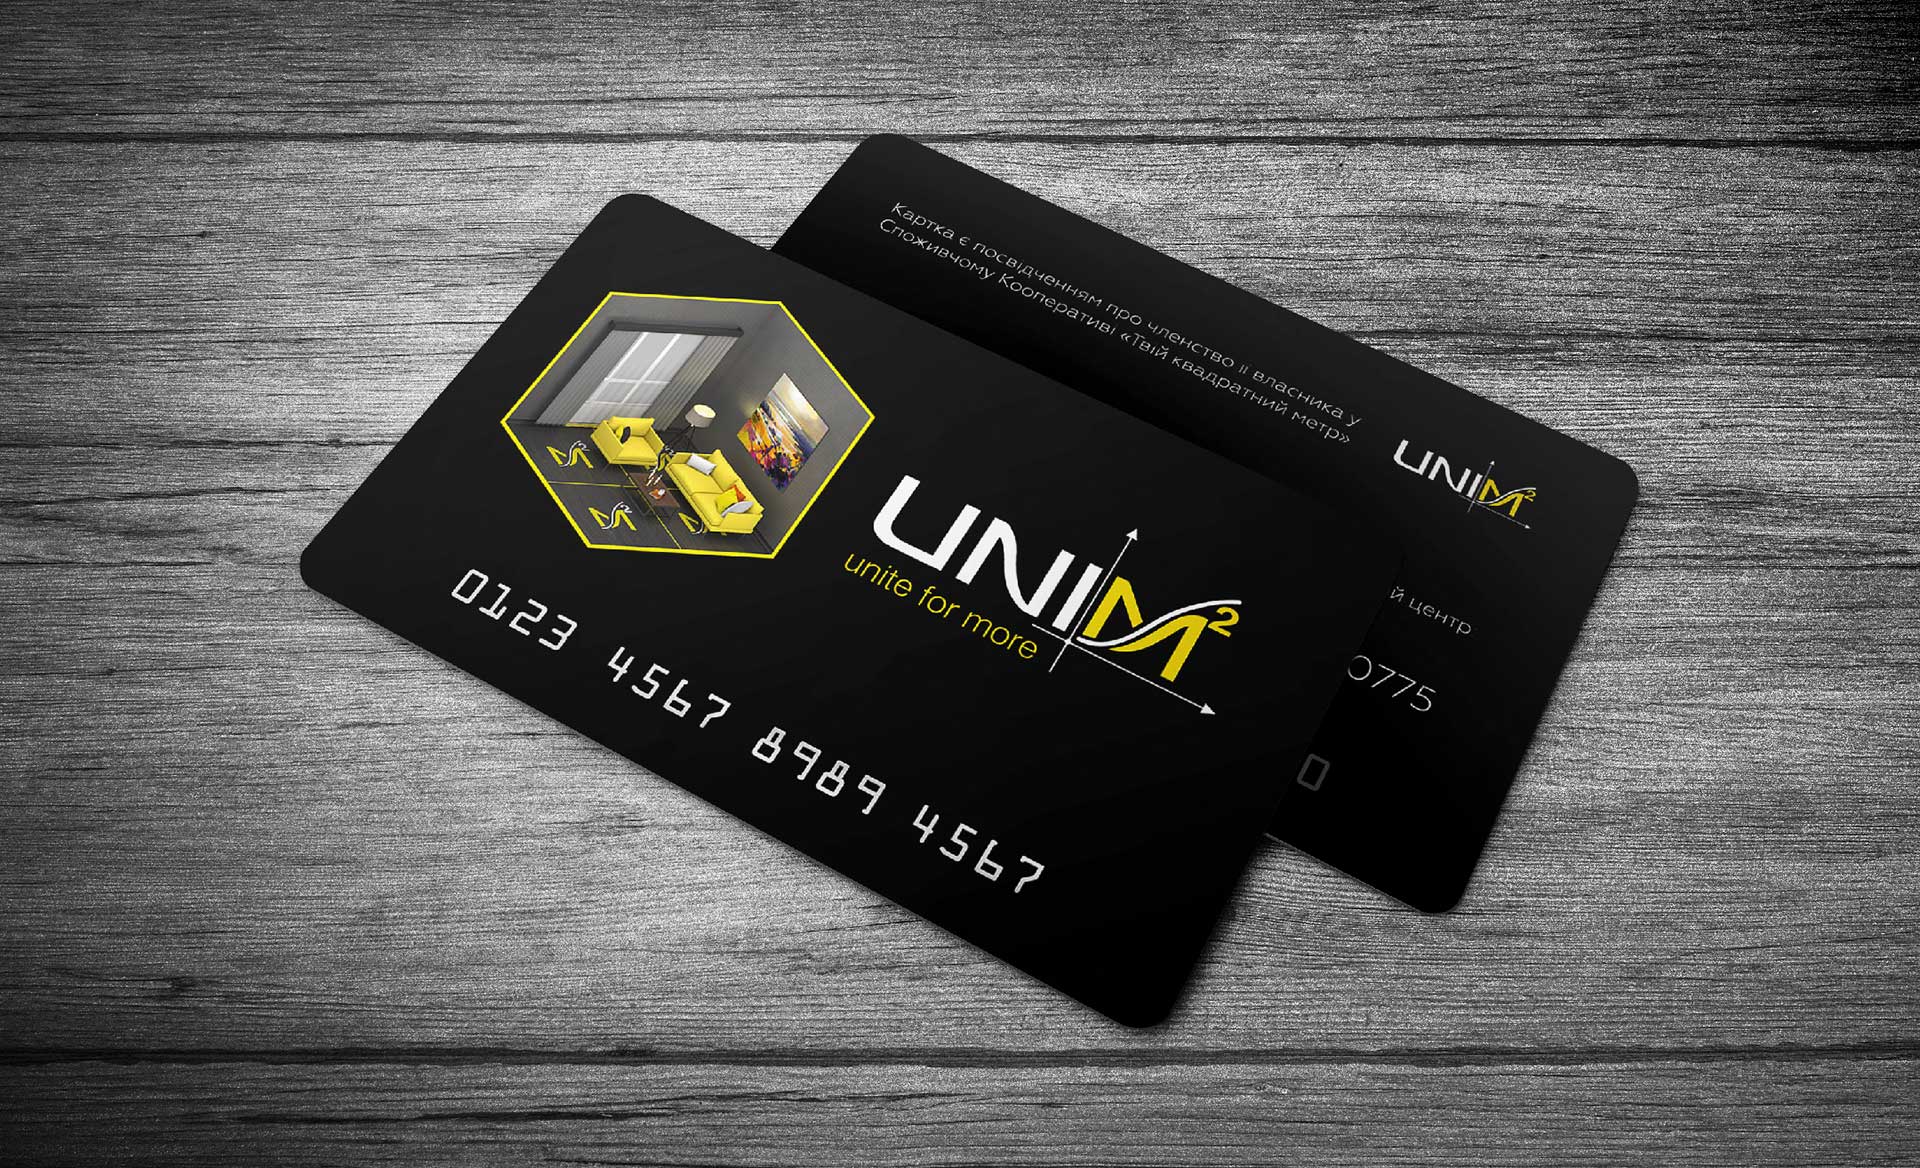 UNIM²
unite for more
0123 4567 8989 4567
Картка є посвідченням про членство її власника у
Споживчому Кооперативі «Твій квадратний метр»
UNIM²
й центр
0775
0